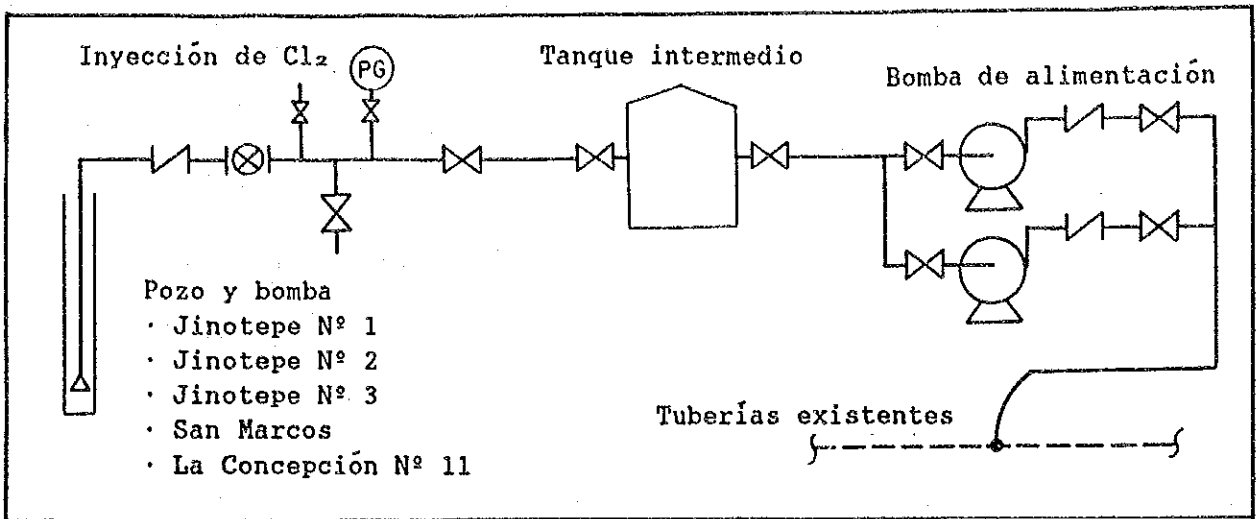 Inyección de Cl₂
PG
Tanque intermedio
Bomba de alimentación
Pozo y bomba
· Jinotepe Nº 1
· Jinotepe Nº 2
· Jinotepe Nº 3
· San Marcos
· La Concepción Nº 11
Tuberías existentes